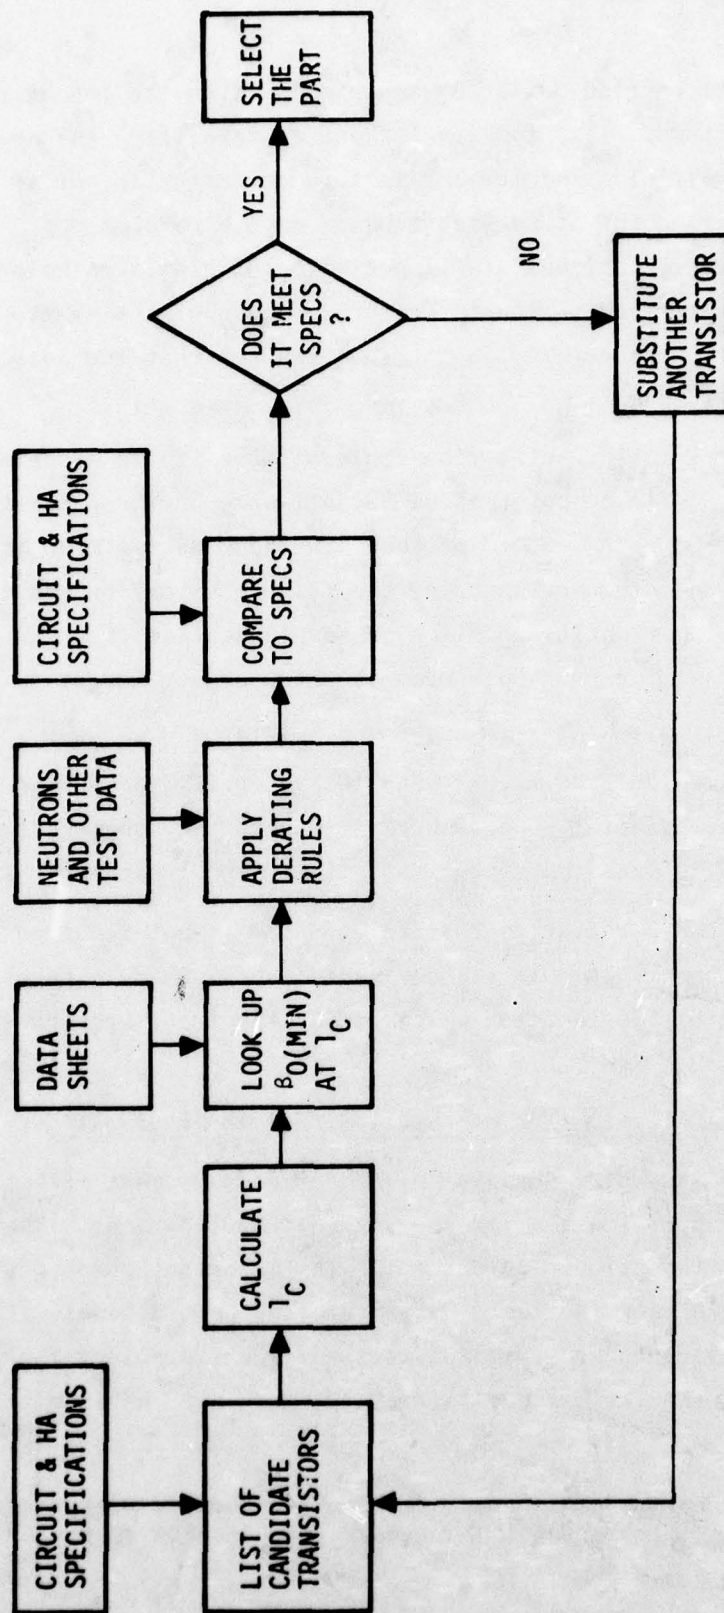 CIRCUIT & HA
SPECIFICATIONS
LIST OF
CANDIDATE
TRANSISTORS
CALCULATE
I_C
DATA
SHEETS
LOOK UP
β_O(MIN)
AT I_C
NEUTRONS
AND OTHER
TEST DATA
APPLY
DERATING
RULES
CIRCUIT & HA
SPECIFICATIONS
COMPARE
TO SPECS
DOES
IT MEET
SPECS
?
YES
SELECT
THE
PART
NO
SUBSTITUTE
ANOTHER
TRANSISTOR